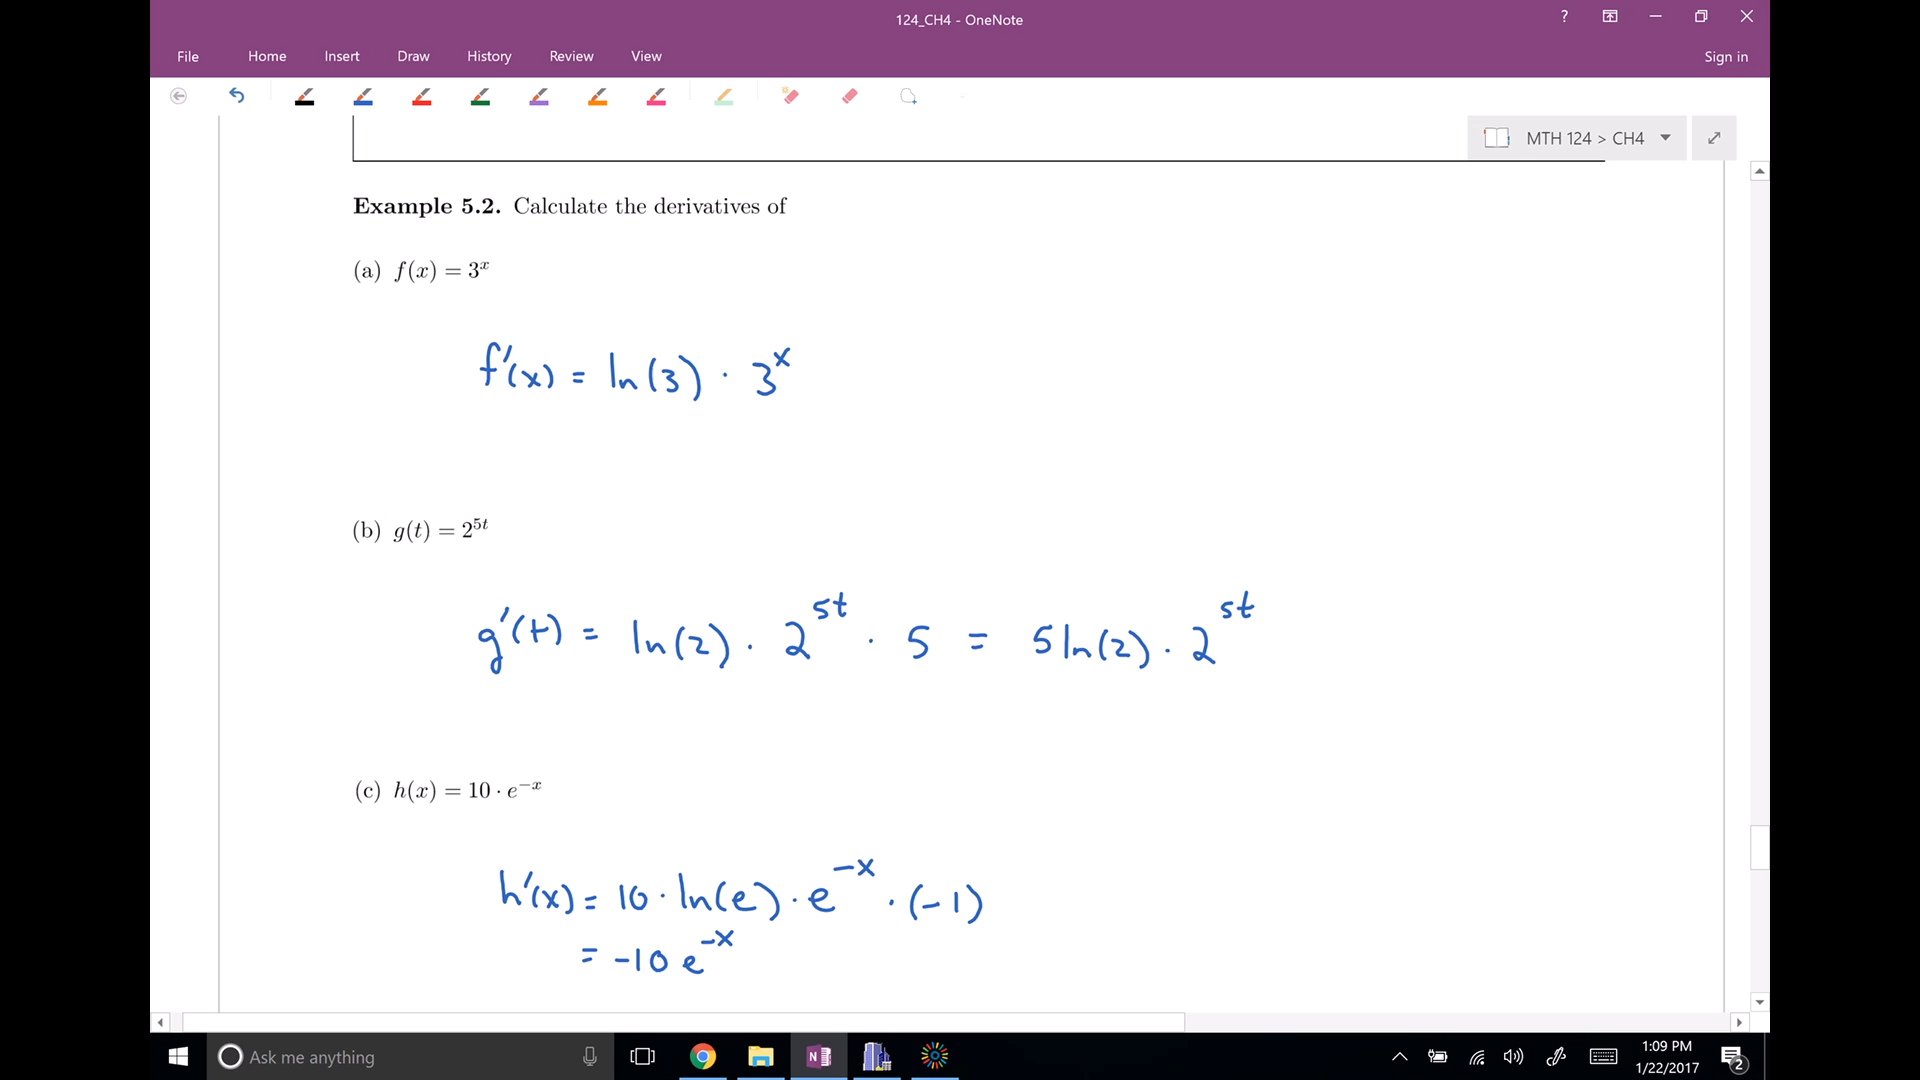 124_CH4 - OneNote
?
File Home Insert Draw History Review View Sign in
MTH 124 > CH4
Example 5.2. Calculate the derivatives of
(a) f(x) = 3^x
f'(x) = ln(3) · 3^x
(b) g(t) = 2^{5t}
g'(t) = ln(2) · 2^{5t} · 5 = 5ln(2) · 2^{5t}
(c) h(x) = 10 · e^{-x}
h'(x) = 10 · ln(e) · e^{-x} · (-1)
= -10 e^{-x}
Ask me anything
N
1:09 PM
1/22/2017
2